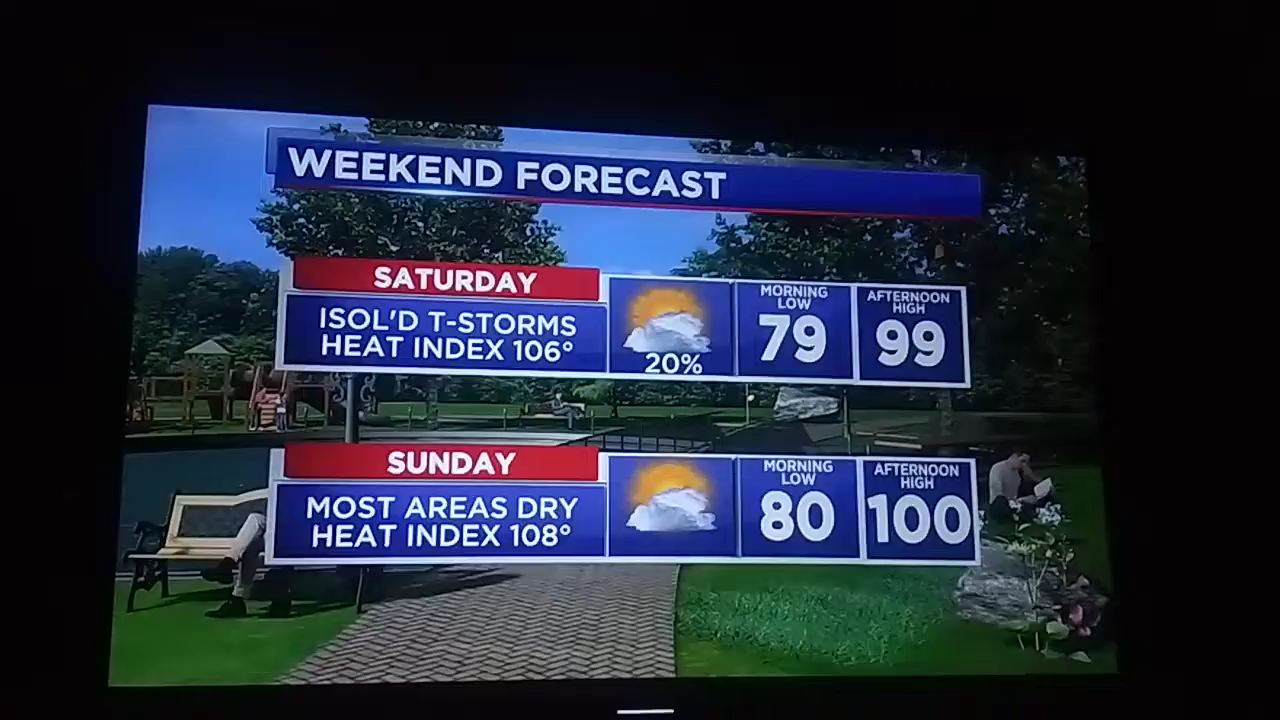 WEEKEND FORECAST
SATURDAY
ISOL'D T-STORMS
HEAT INDEX 106°
20%
MORNING
LOW
79
AFTERNOON
HIGH
99
SUNDAY
MOST AREAS DRY
HEAT INDEX 108°
MORNING
LOW
80
AFTERNOON
HIGH
100